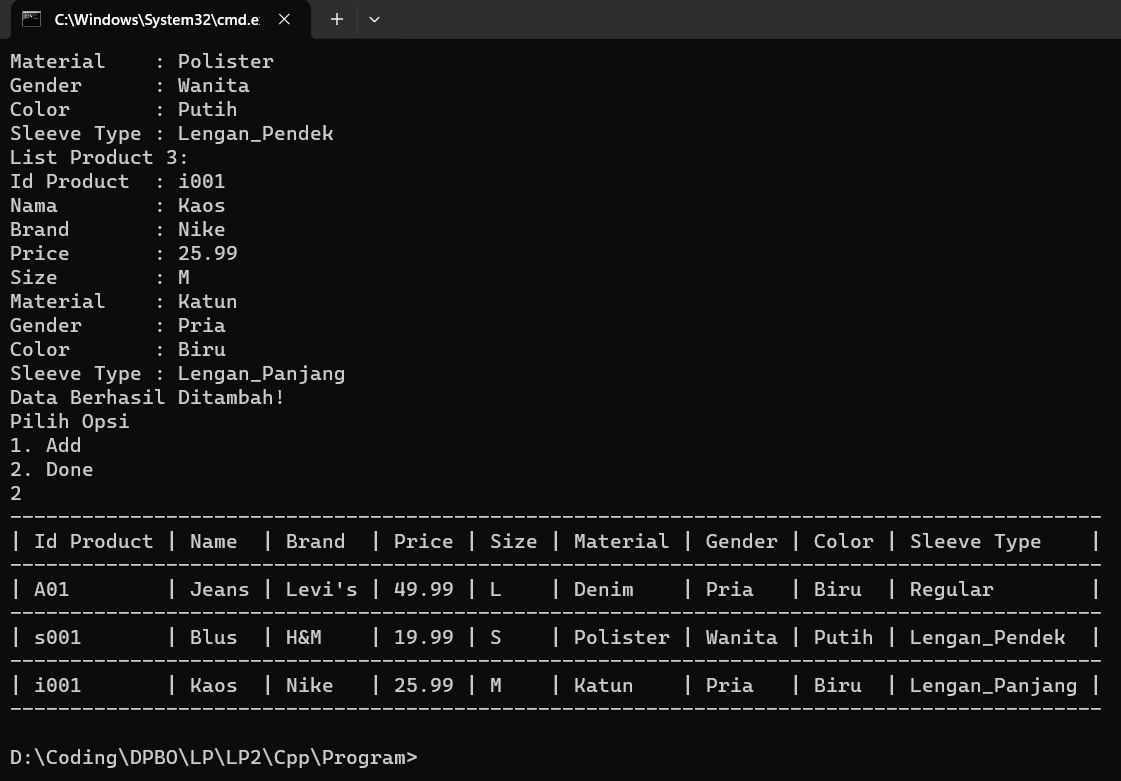 C:\Windows\System32\cmd.e
Material    : Polister
Gender      : Wanita
Color       : Putih
Sleeve Type : Lengan_Pendek
List Product 3:
Id Product  : i001
Nama        : Kaos
Brand       : Nike
Price       : 25.99
Size        : M
Material    : Katun
Gender      : Pria
Color       : Biru
Sleeve Type : Lengan_Panjang
Data Berhasil Ditambah!
Pilih Opsi
1. Add
2. Done
2
-------------------------------------------------------------------------------------------
| Id Product | Name  | Brand  | Price | Size | Material | Gender | Color | Sleeve Type    |
-------------------------------------------------------------------------------------------
| A01        | Jeans | Levi's | 49.99 | L    | Denim    | Pria   | Biru  | Regular        |
-------------------------------------------------------------------------------------------
| s001       | Blus  | H&M    | 19.99 | S    | Polister | Wanita | Putih | Lengan_Pendek  |
-------------------------------------------------------------------------------------------
| i001       | Kaos  | Nike   | 25.99 | M    | Katun    | Pria   | Biru  | Lengan_Panjang |
-------------------------------------------------------------------------------------------
D:\Coding\DPBO\LP\LP2\Cpp\Program>